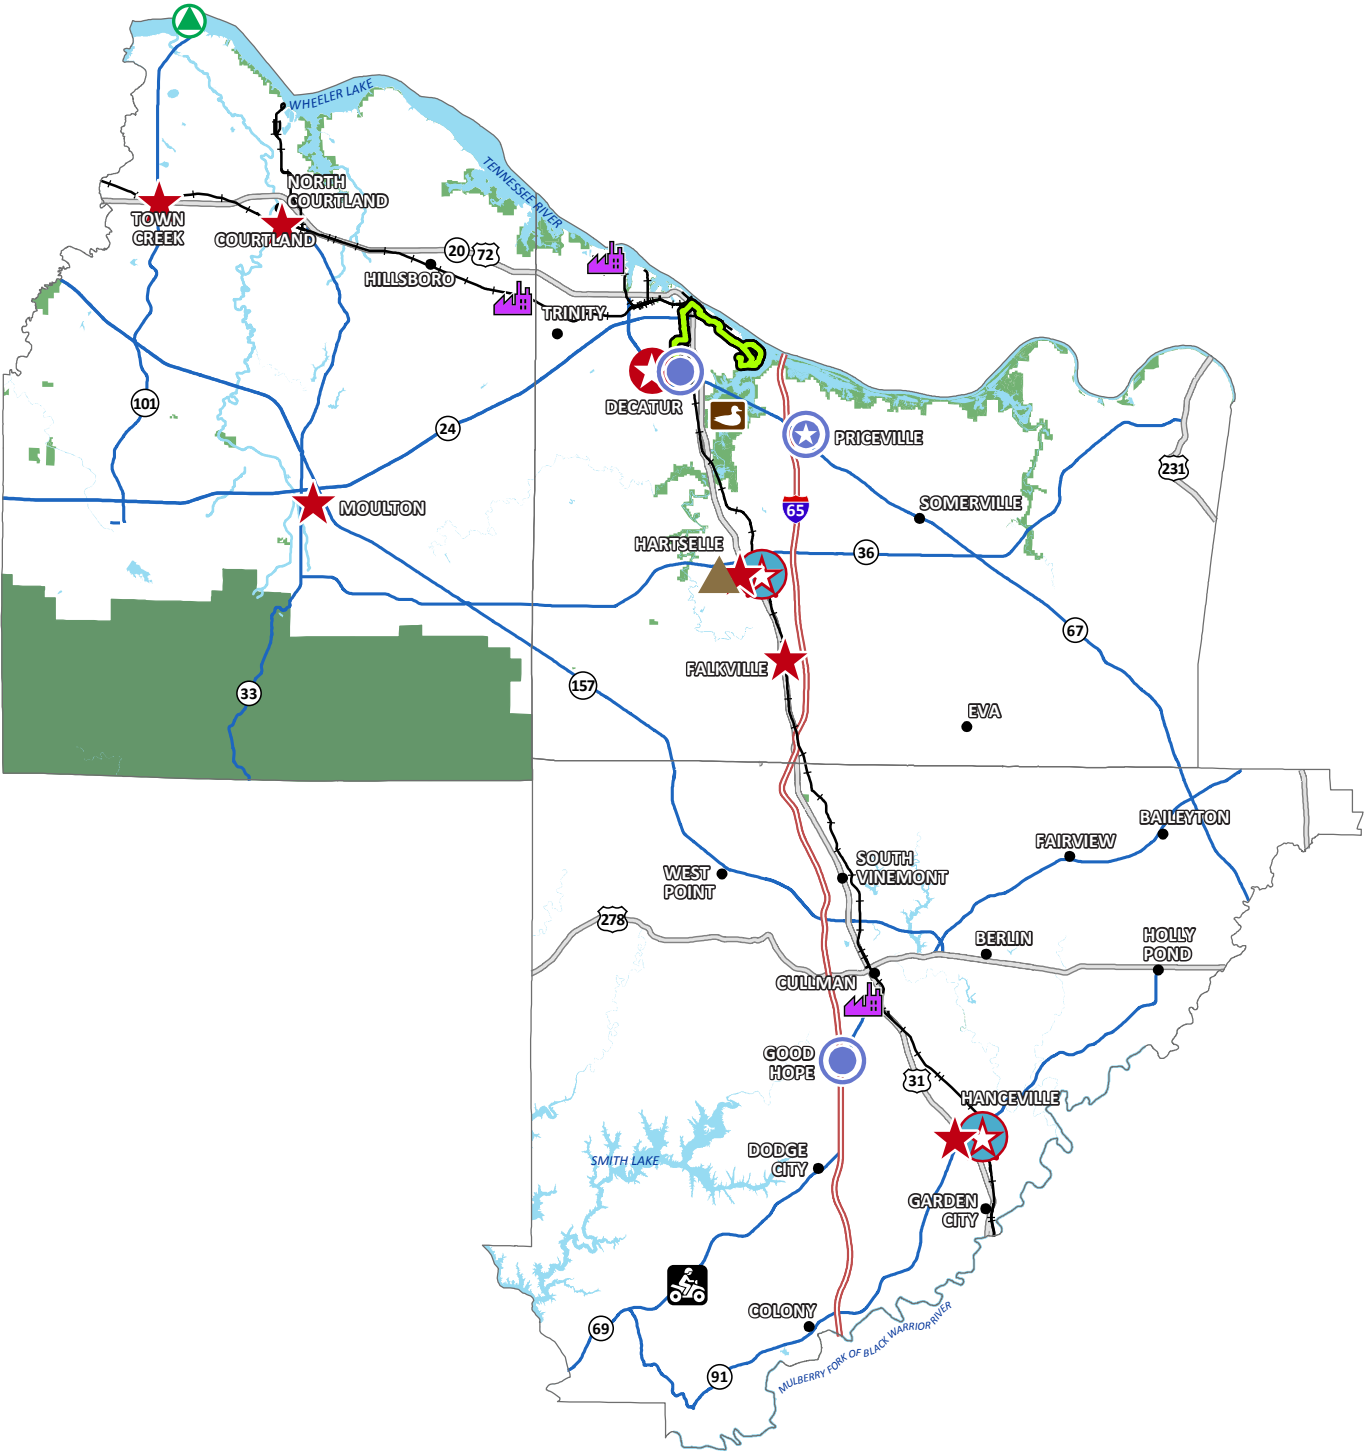 WHEELER LAKE
TENNESSEE RIVER
NORTH
COURTLAND
TOWN
CREEK
COURTLAND
20
72
HILLSBORO
TRINITY
DECATUR
101
24
PRICEVILLE
231
MOULTON
SOMERVILLE
65
HARTSELLE
36
67
FALKVILLE
157
33
EVA
BAILEYTON
FAIRVIEW
SOUTH
VINEMONT
WEST
POINT
278
BERLIN
HOLLY
POND
CULLMAN
GOOD
HOPE
31
HANCEVILLE
DODGE
CITY
SMITH LAKE
GARDEN
CITY
COLONY
69
91
MULBERRY FORK OF BLACK WARRIOR RIVER